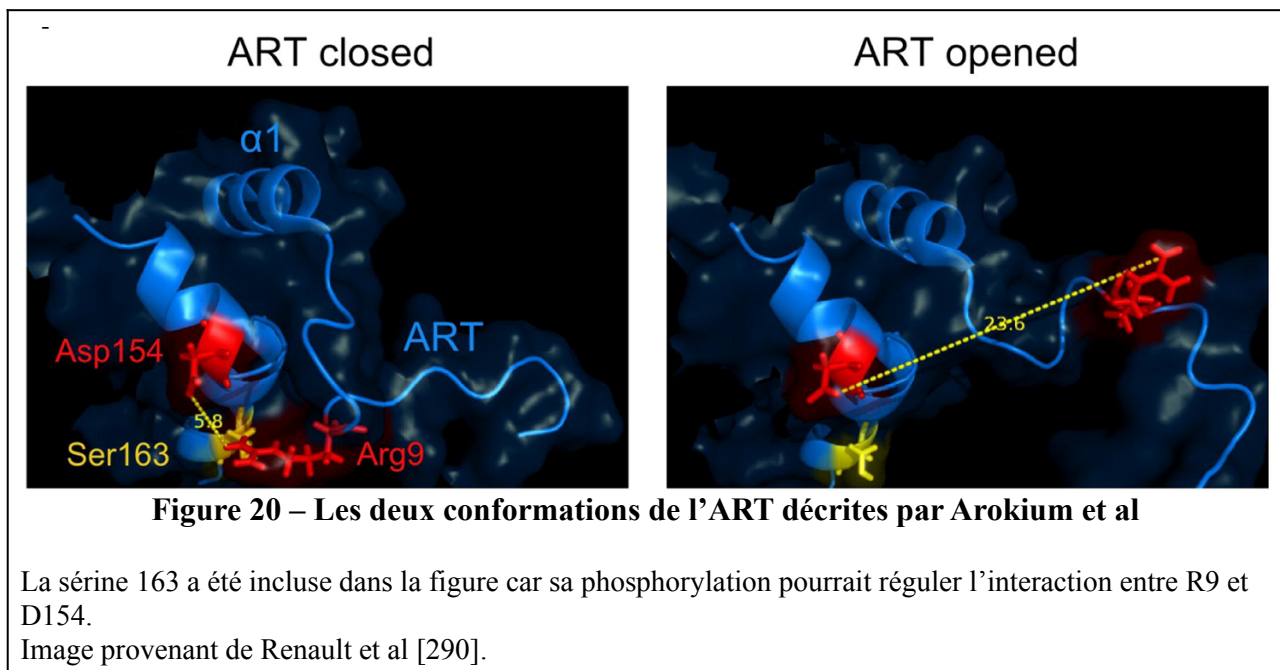 -
ART closed
ART opened
α1
Asp154
ART
5.8
Ser163
Arg9
23.6
Figure 20 – Les deux conformations de l’ART décrites par Arokium et al
La sérine 163 a été incluse dans la figure car sa phosphorylation pourrait réguler l’interaction entre R9 et
D154.
Image provenant de Renault et al [290].